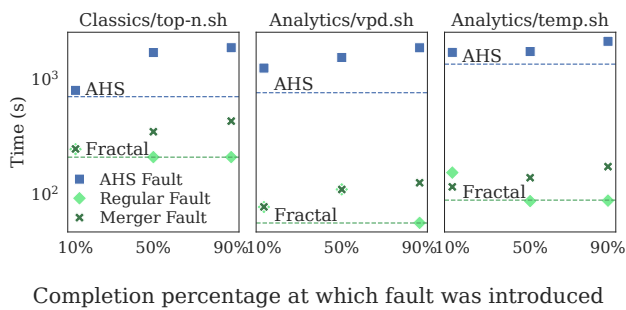 Classics/top-n.sh Analytics/vpd.sh Analytics/temp.sh
Time (s)
10³
10²
AHS
Fractal
AHS Fault
Regular Fault
Merger Fault
AHS
Fractal
AHS
Fractal
10% 50% 90% 10% 50% 90% 10% 50% 90%
Completion percentage at which fault was introduced